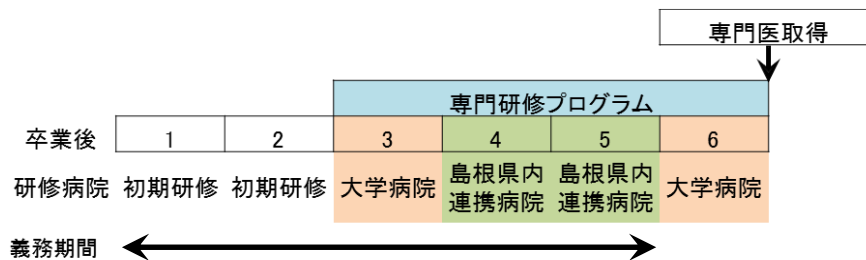 専門医取得
専門研修プログラム
卒業後 1 2 3 4 5 6
研修病院 初期研修 初期研修 大学病院 島根県内連携病院 島根県内連携病院 大学病院
義務期間